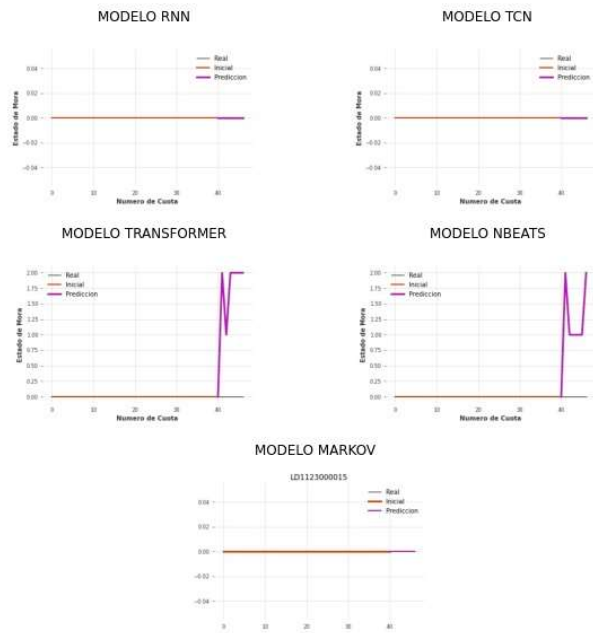 MODELO RNN
MODELO TCN
Real
Inicial
Prediccion
0.04
0.02
0.00
−0.02
−0.04
Estado de Mora
0 10 20 30 40
Numero de Cuota
Real
Inicial
Prediccion
0.04
0.02
0.00
−0.02
−0.04
Estado de Mora
0 10 20 30 40
Numero de Cuota
MODELO TRANSFORMER
MODELO NBEATS
Real
Inicial
Prediccion
2.00
1.75
1.50
1.25
1.00
0.75
0.50
0.25
0.00
Estado de Mora
0 10 20 30 40
Numero de Cuota
Real
Inicial
Prediccion
2.00
1.75
1.50
1.25
1.00
0.75
0.50
0.25
0.00
Estado de Mora
0 10 20 30 40
Numero de Cuota
MODELO MARKOV
LD1123000015
Real
Inicial
Prediccion
0.04
0.02
0.00
−0.02
−0.04
0 10 20 30 40